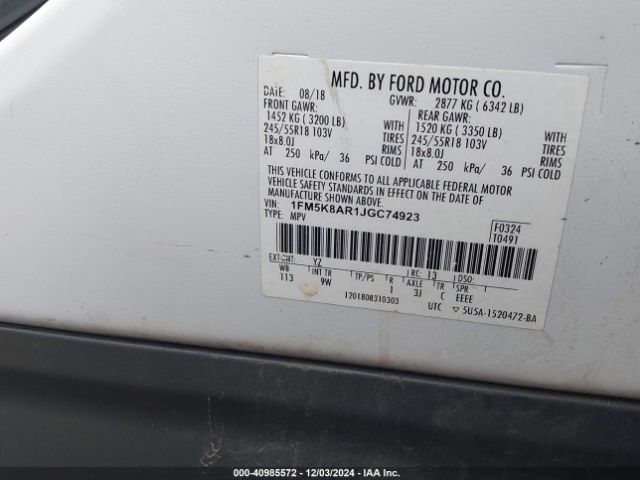 MFD. BY FORD MOTOR CO.
DATE: 08/18 GVWR: 2877 KG ( 6342 LB)
FRONT GAWR: REAR GAWR:
1452 KG ( 3200 LB) WITH 1520 KG ( 3350 LB) WITH
245/55R18 103V TIRES 245/55R18 103V TIRES
18x8.0J RIMS 18x8.0J RIMS
AT 250 kPa/ 36 PSI COLD AT 250 kPa/ 36 PSI COLD
THIS VEHICLE CONFORMS TO ALL APPLICABLE FEDERAL MOTOR
VEHICLE SAFETY STANDARDS IN EFFECT ON THE DATE OF
MANUFACTURE SHOWN ABOVE.
VIN: 1FM5K8AR1JGC74923
TYPE: MPV
F0324
T0491
EXT PNT: YZ RC: 13 DSO:
WB INT TR TP/PS R AXLE TR SPR
113 9W 1 3J C EEEE
1201808310303 UTC ▽ 5U5A-1520472-BA
000-40985572 - 12/03/2024 - IAAI.com